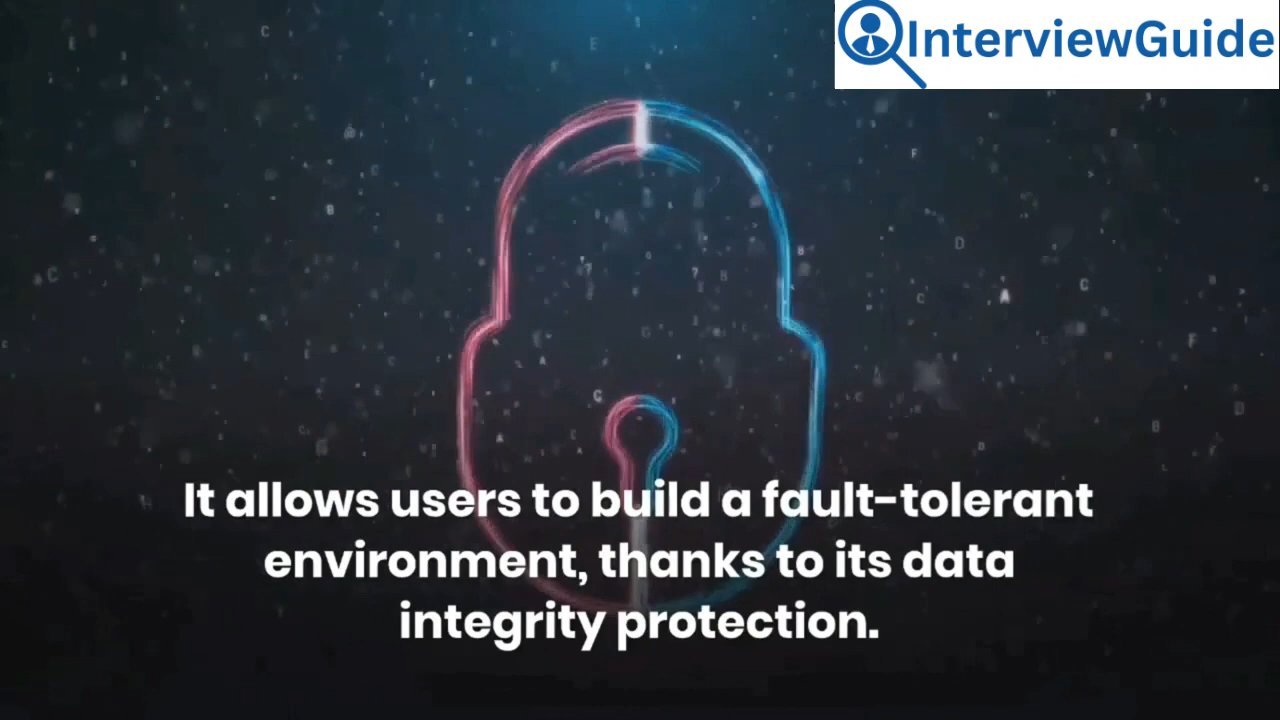 InterviewGuide
It allows users to build a fault-tolerant
environment, thanks to its data
integrity protection.